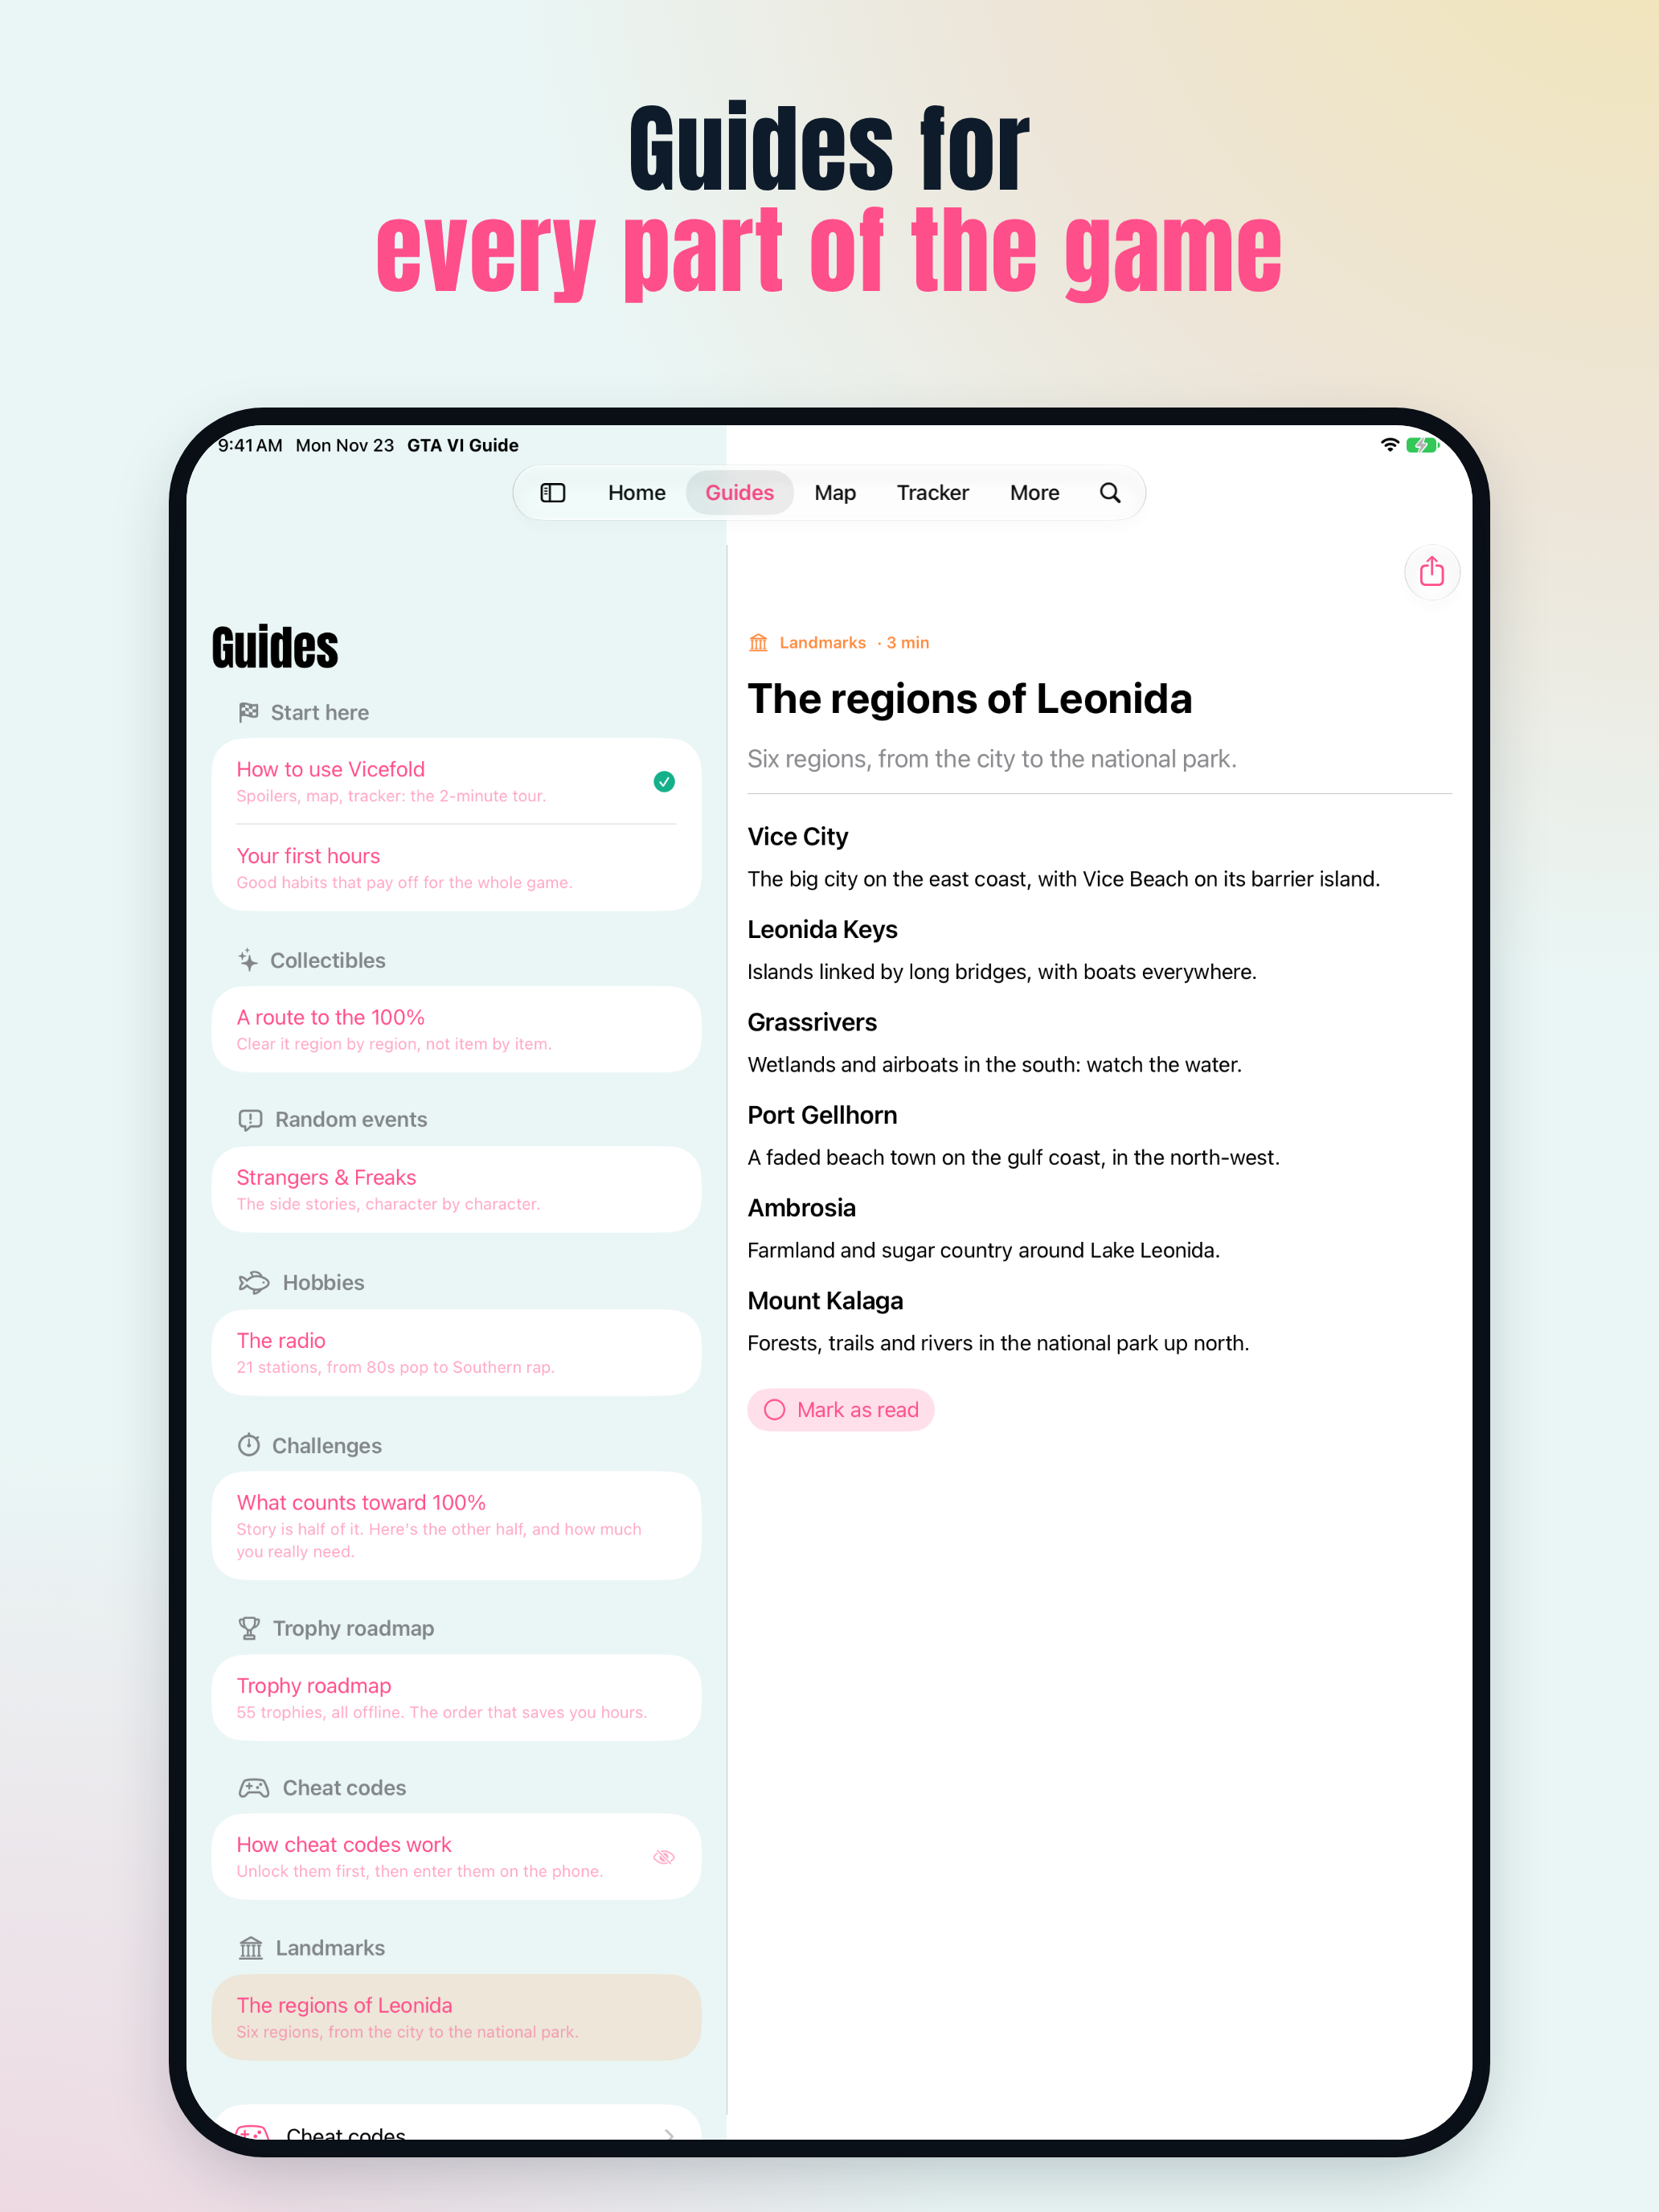 Guides for
every part of the game
9:41 AM Mon Nov 23 GTA VI Guide
Home Guides Map Tracker More
Guides
Start here
How to use Vicefold
Spoilers, map, tracker: the 2-minute tour.
Your first hours
Good habits that pay off for the whole game.
Collectibles
A route to the 100%
Clear it region by region, not item by item.
Random events
Strangers & Freaks
The side stories, character by character.
Hobbies
The radio
21 stations, from 80s pop to Southern rap.
Challenges
What counts toward 100%
Story is half of it. Here's the other half, and how much
you really need.
Trophy roadmap
Trophy roadmap
55 trophies, all offline. The order that saves you hours.
Cheat codes
How cheat codes work
Unlock them first, then enter them on the phone.
Landmarks
The regions of Leonida
Six regions, from the city to the national park.
Cheat codes
Landmarks · 3 min
The regions of Leonida
Six regions, from the city to the national park.
Vice City
The big city on the east coast, with Vice Beach on its barrier island.
Leonida Keys
Islands linked by long bridges, with boats everywhere.
Grassrivers
Wetlands and airboats in the south: watch the water.
Port Gellhorn
A faded beach town on the gulf coast, in the north-west.
Ambrosia
Farmland and sugar country around Lake Leonida.
Mount Kalaga
Forests, trails and rivers in the national park up north.
Mark as read